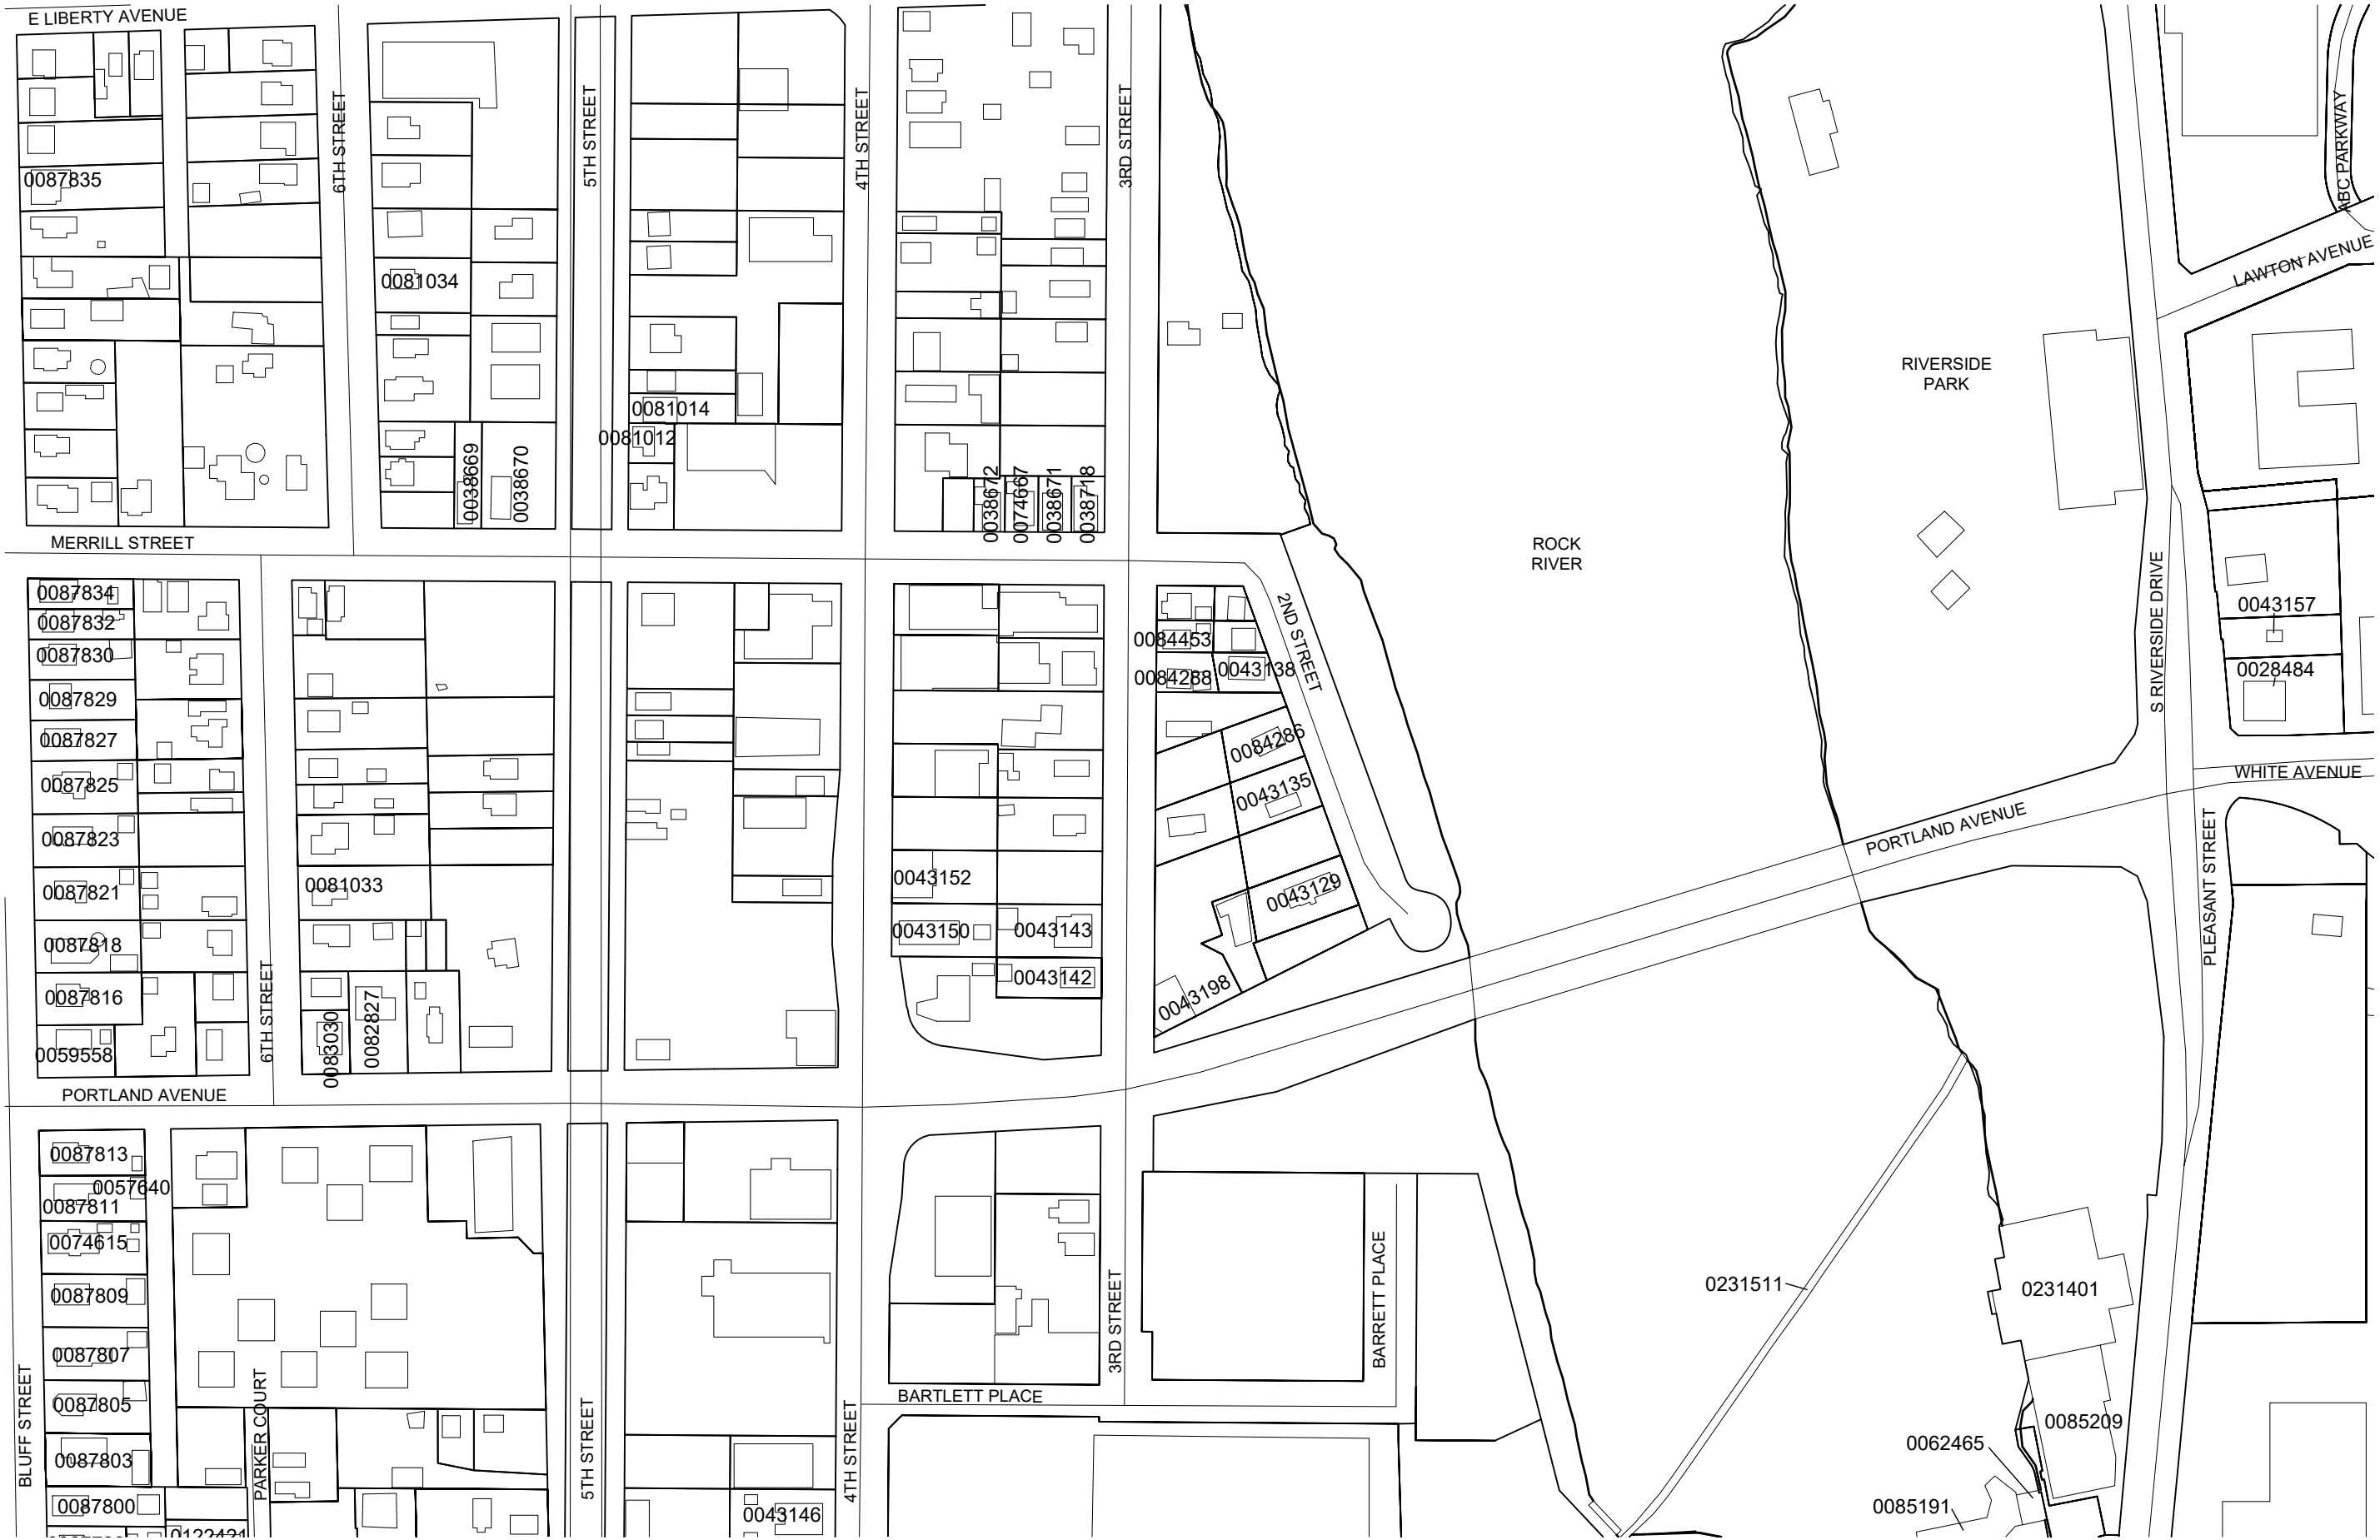 E LIBERTY AVENUE
6TH STREET
5TH STREET
4TH STREET
3RD STREET
ABC PARKWAY
0087835
LAWTON AVENUE
0081034
RIVERSIDE
PARK
0081014
0081012
0038669
0038670
0038672
0074667
0038671
0038718
MERRILL STREET
ROCK
RIVER
S RIVERSIDE DRIVE
0087834
0087832
0087830
0087829
0087827
0087825
0087823
0087821
0087818
0087816
0059558
6TH STREET
0081033
0083030
0082827
0084453
0084288
0043138
2ND STREET
0084286
0043135
0043129
0043198
0043152
0043150
0043143
0043142
0043157
0028484
WHITE AVENUE
PORTLAND AVENUE
PLEASANT STREET
PORTLAND AVENUE
0087813
0057640
0087811
0074615
0087809
0087807
0087805
0087803
0087800
0122421
BLUFF STREET
PARKER COURT
5TH STREET
4TH STREET
0043146
3RD STREET
BARTLETT PLACE
BARRETT PLACE
0231511
0231401
0085209
0062465
0085191